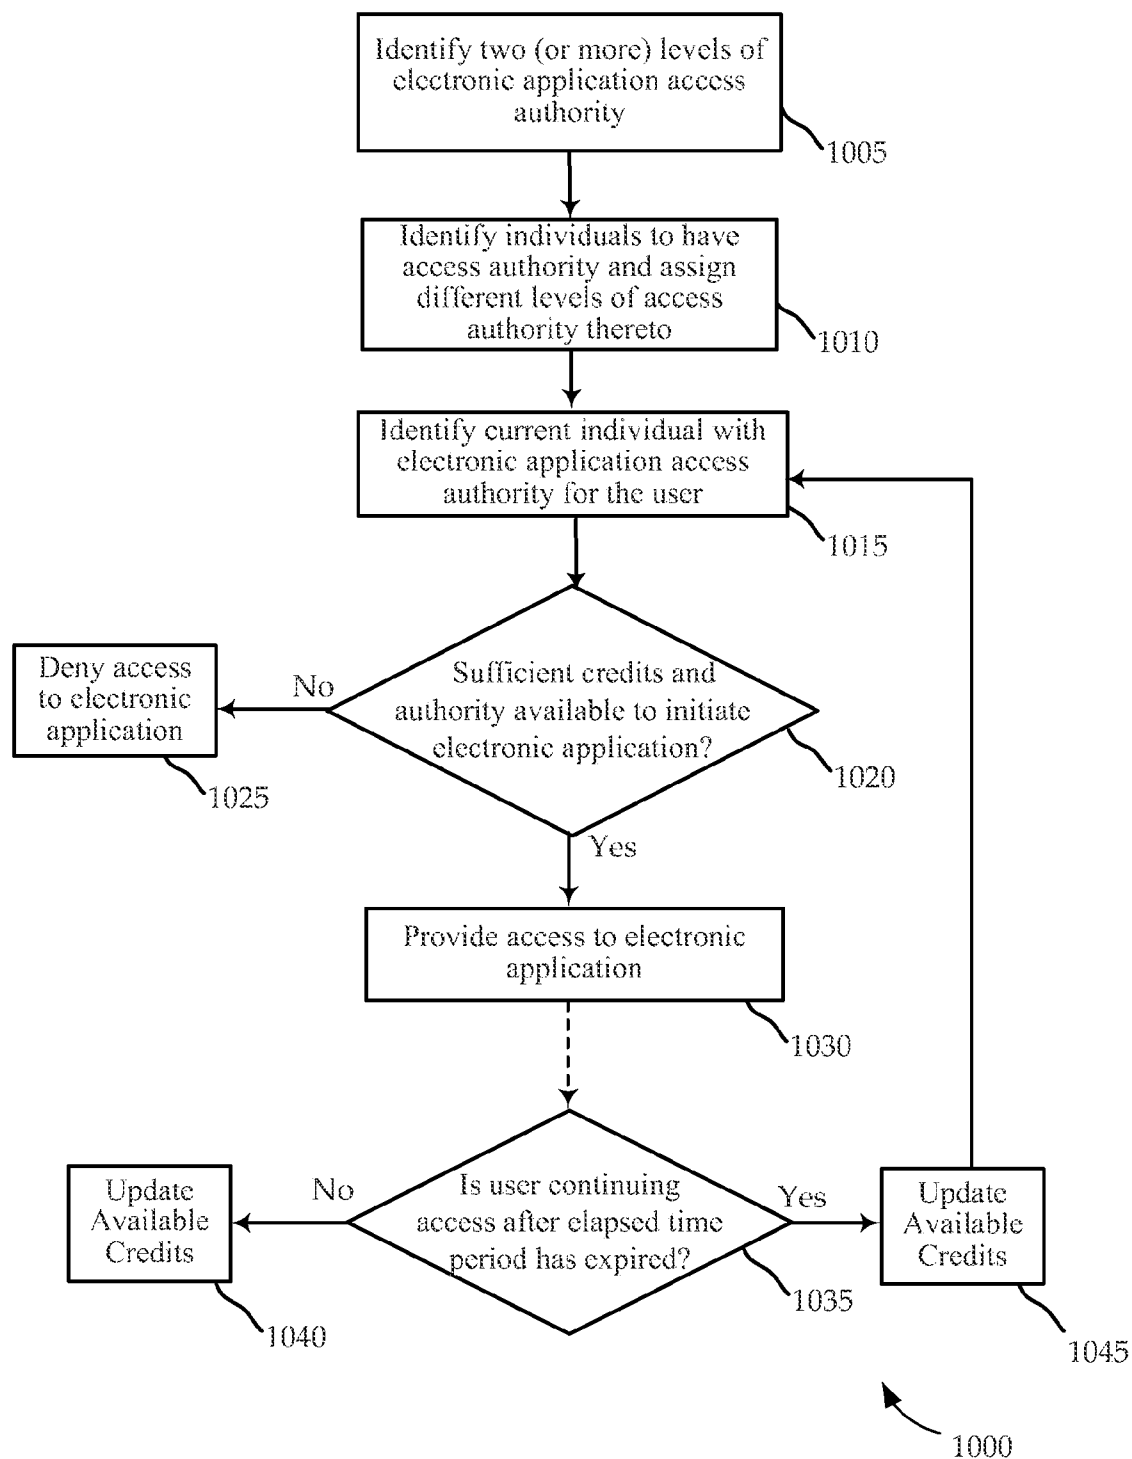 Identify two (or more) levels of
electronic application access
authority
1005
Identify individuals to have
access authority and assign
different levels of access
authority thereto
1010
Identify current individual with
electronic application access
authority for the user
1015
Sufficient credits and
authority available to initiate
electronic application?
1020
No
Deny access
to electronic
application
1025
Yes
Provide access to electronic
application
1030
Is user continuing
access after elapsed time
period has expired?
1035
No
Update
Available
Credits
1040
Yes
Update
Available
Credits
1045
1000